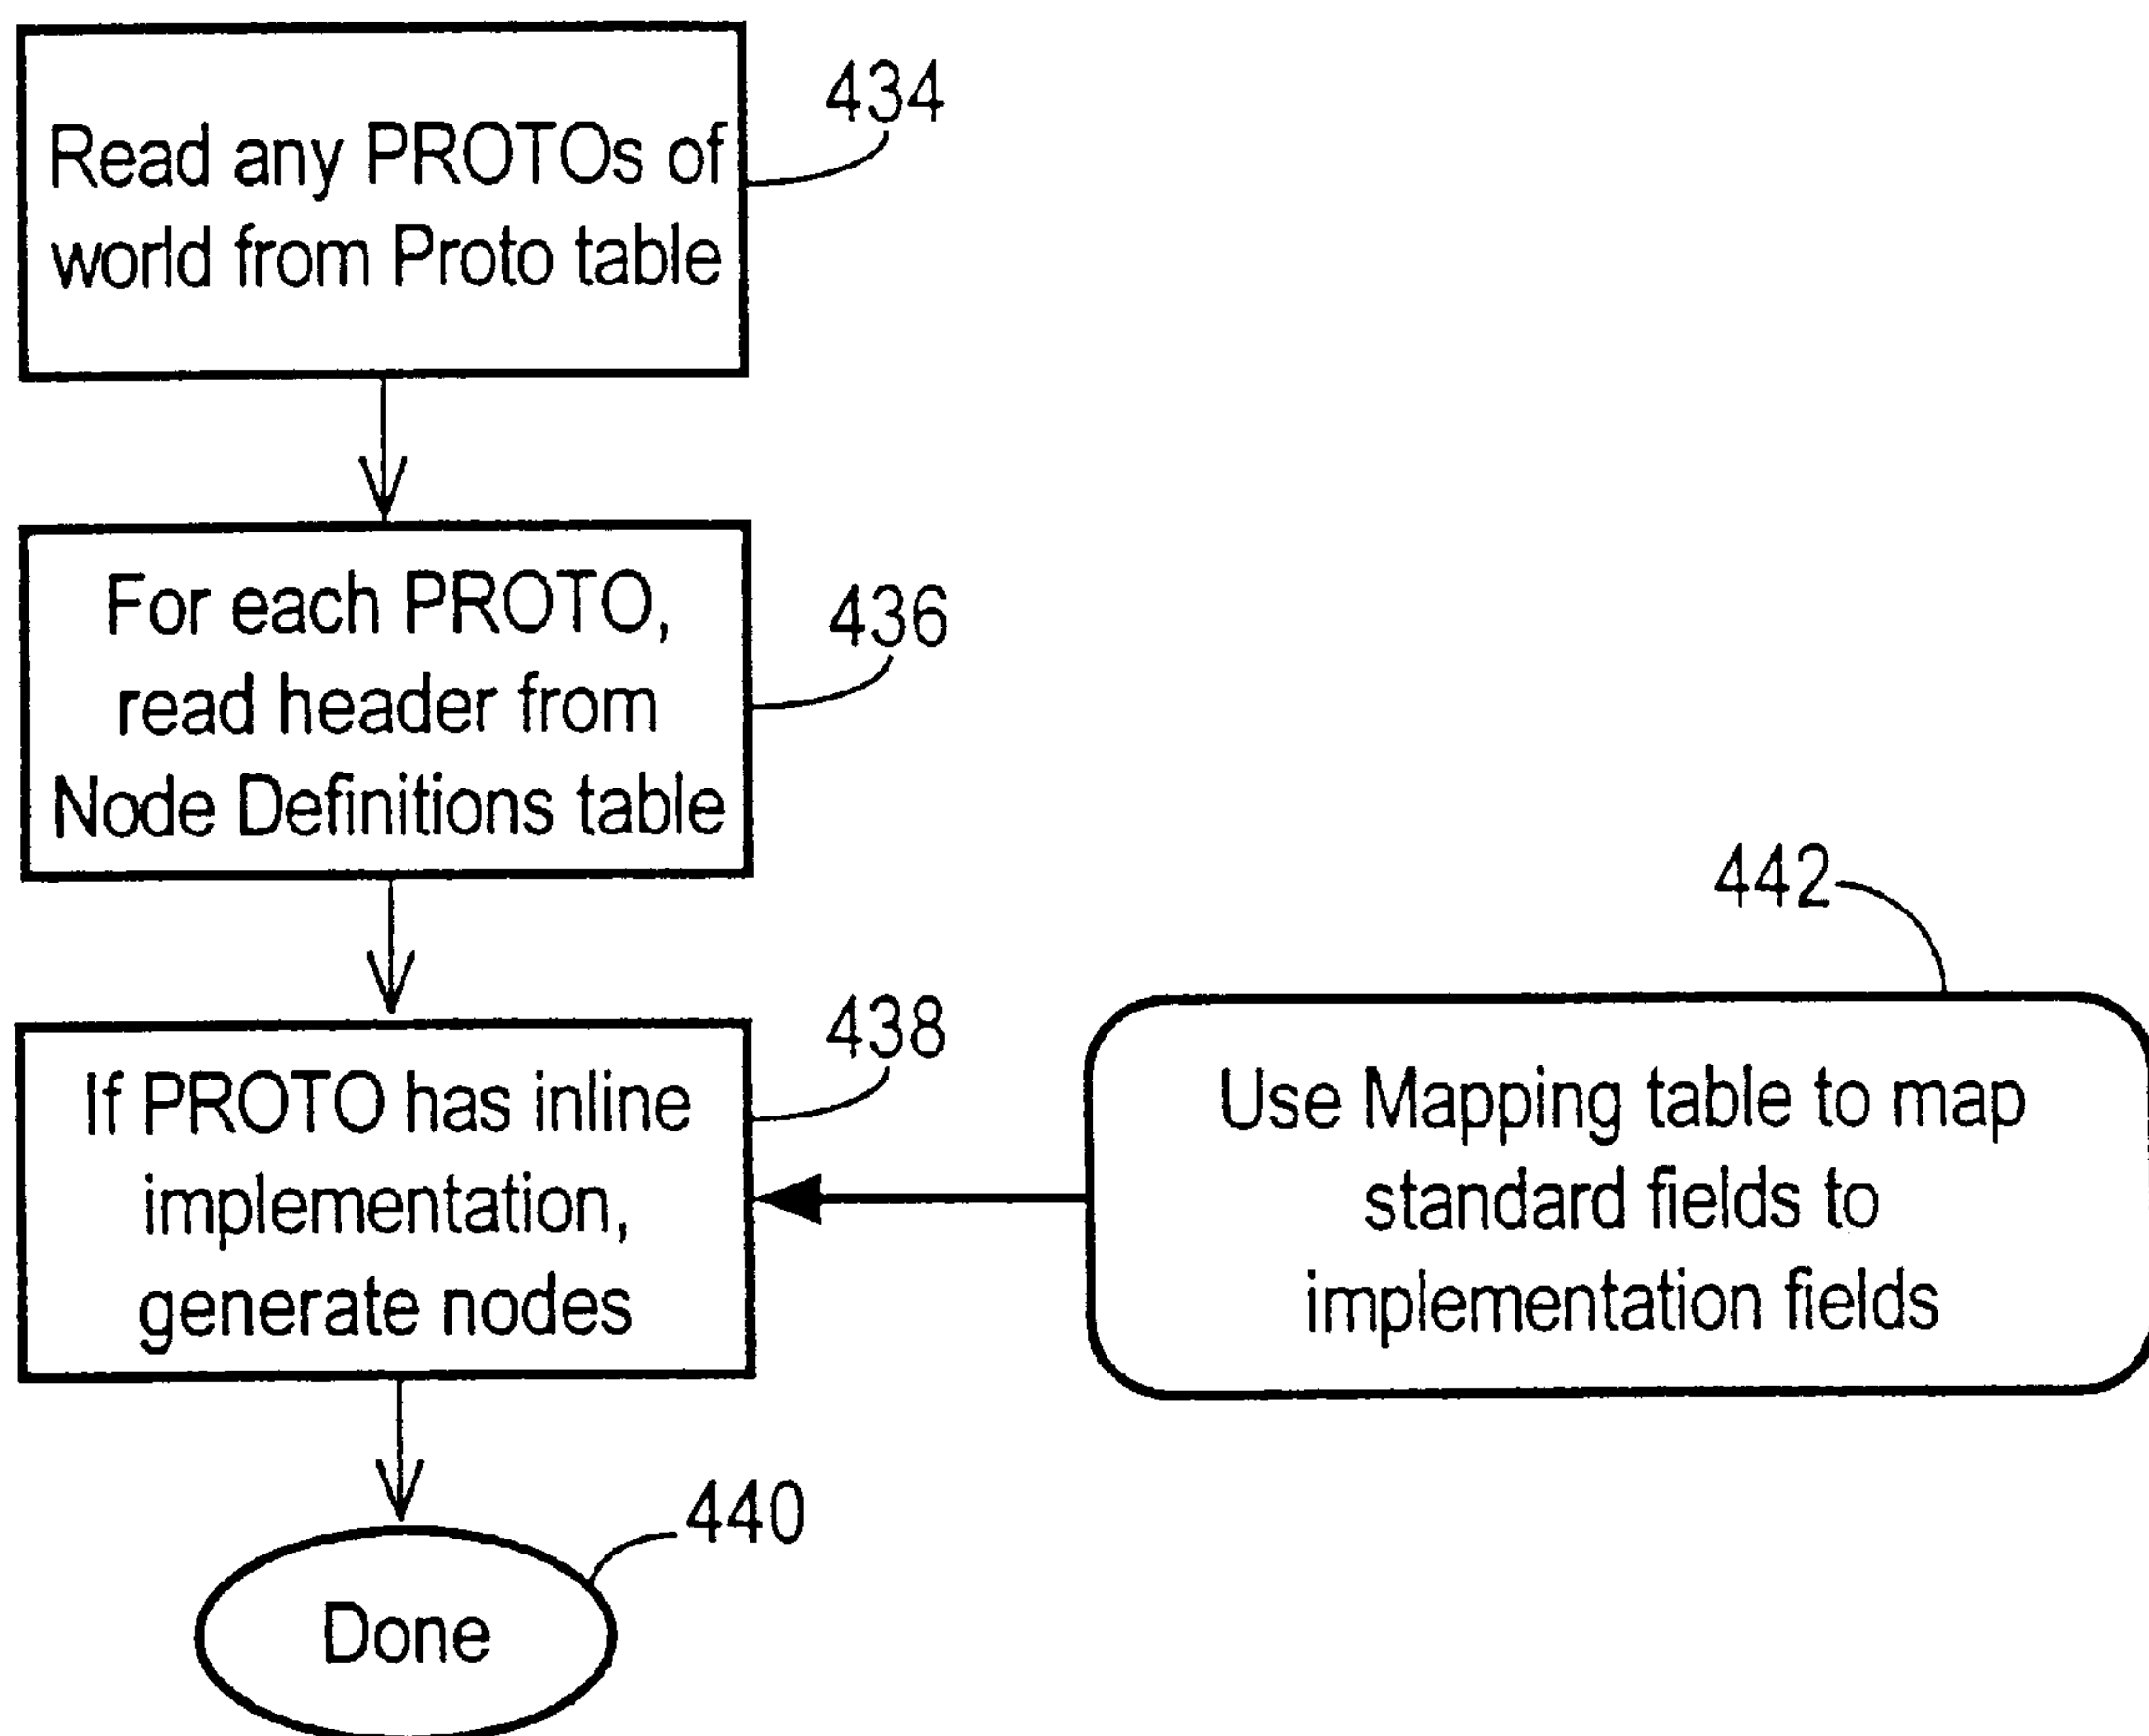 434
Read any PROTOs of
world from Proto table
436
For each PROTO,
read header from
Node Definitions table
442
438
If PROTO has inline
implementation,
generate nodes
Use Mapping table to map
standard fields to
implementation fields
440
Done